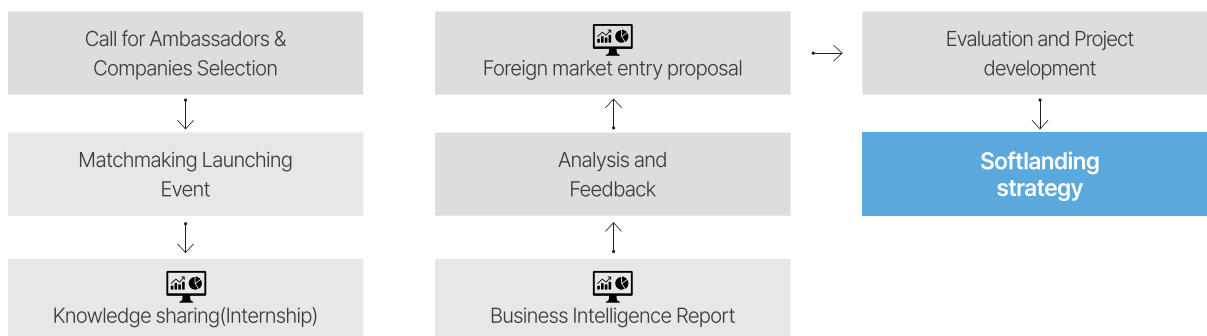 Call for Ambassadors &
Companies Selection
Matchmaking Launching
Event
Knowledge sharing(Internship)
Business Intelligence Report
Analysis and
Feedback
Foreign market entry proposal
Evaluation and Project
development
Softlanding
strategy